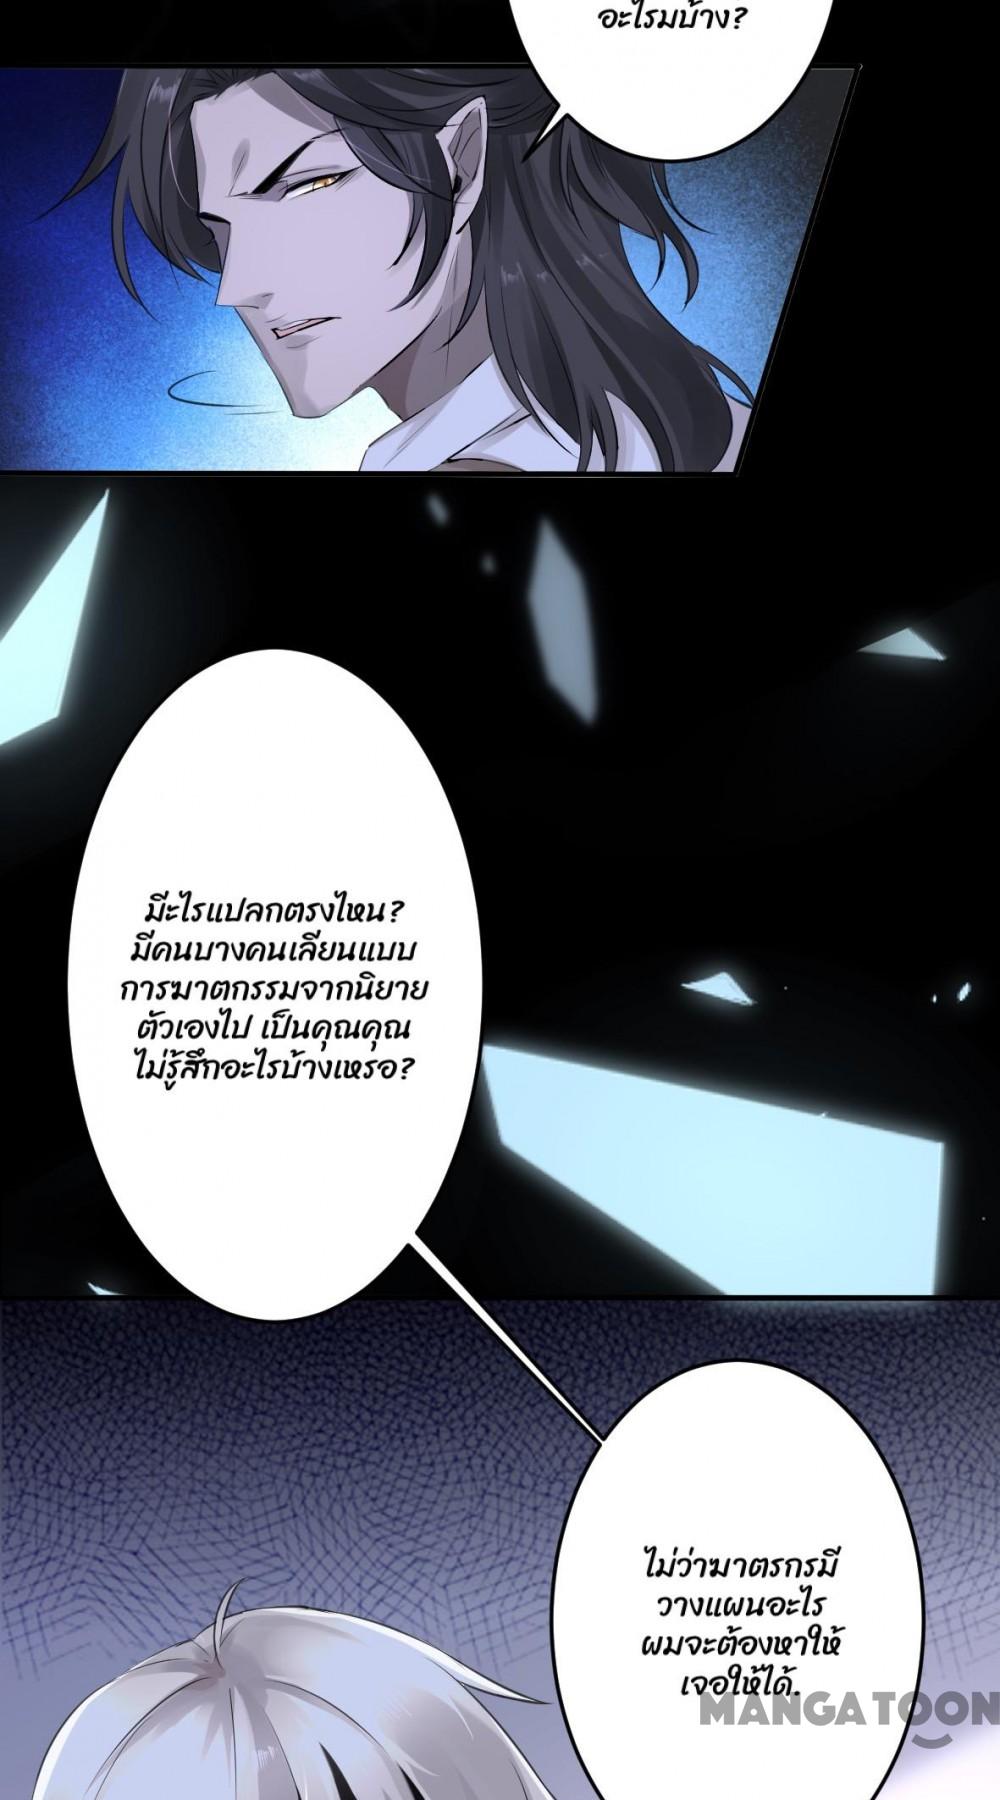 อะไรมบ้าง?
มีะไรแปลกตรงไหน?
มีคนบางคนเลียนแบบ
การฆาตกรรมจากนิยาย
ตัวเองไป เป็นคุณคุณ
ไม่รู้สึกอะไรบ้างเหรอ?
ไม่ว่าฆาตรกรมี
วางแผนอะไร
ผมจะต้องหาให้
เจอให้ได้.
MANGATOON